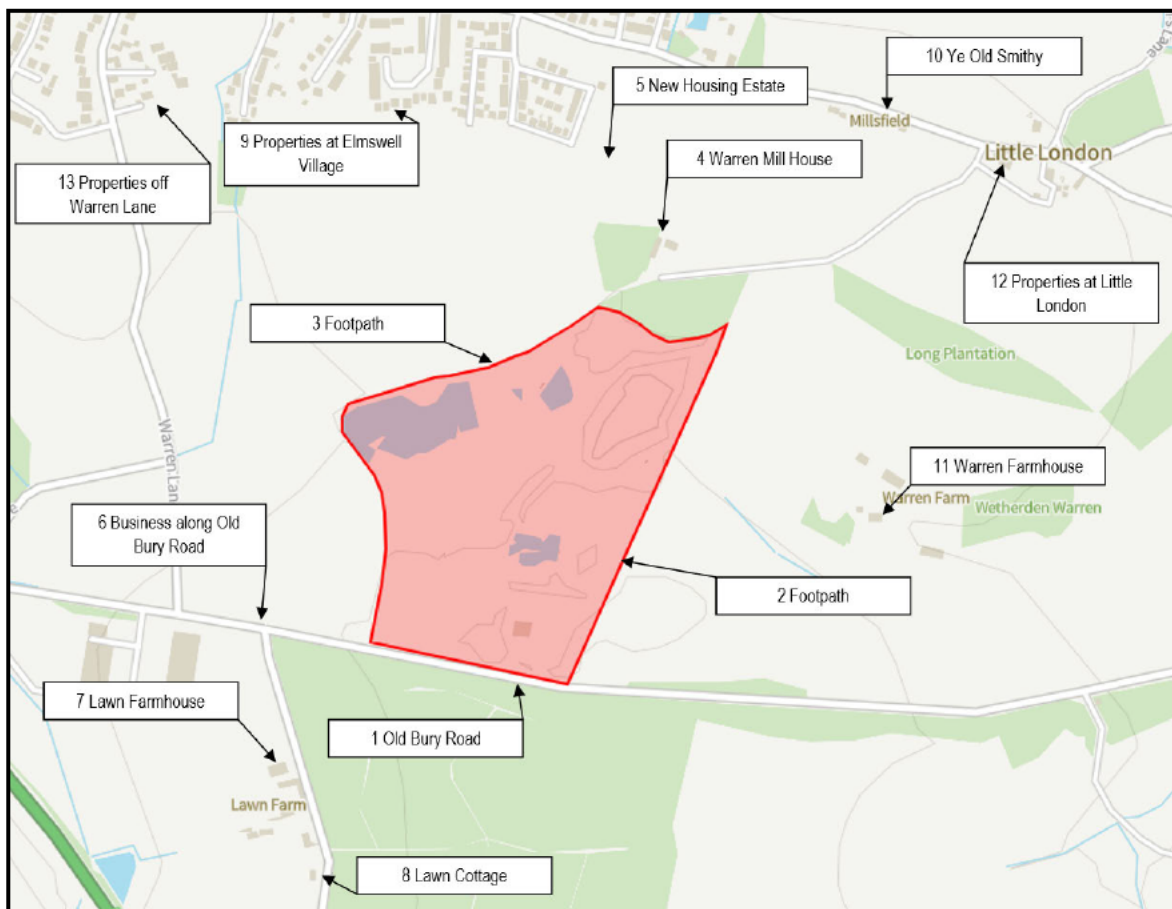 10 Ye Old Smithy
5 New Housing Estate
Millsfield
9 Properties at Elmswell
Village
4 Warren Mill House
Little London
13 Properties off
Warren Lane
12 Properties at Little
London
3 Footpath
Long Plantation
Warren Lane
11 Warren Farmhouse
Warren Farm
Wetherden Warren
6 Business along Old
Bury Road
2 Footpath
7 Lawn Farmhouse
1 Old Bury Road
Lawn Farm
8 Lawn Cottage